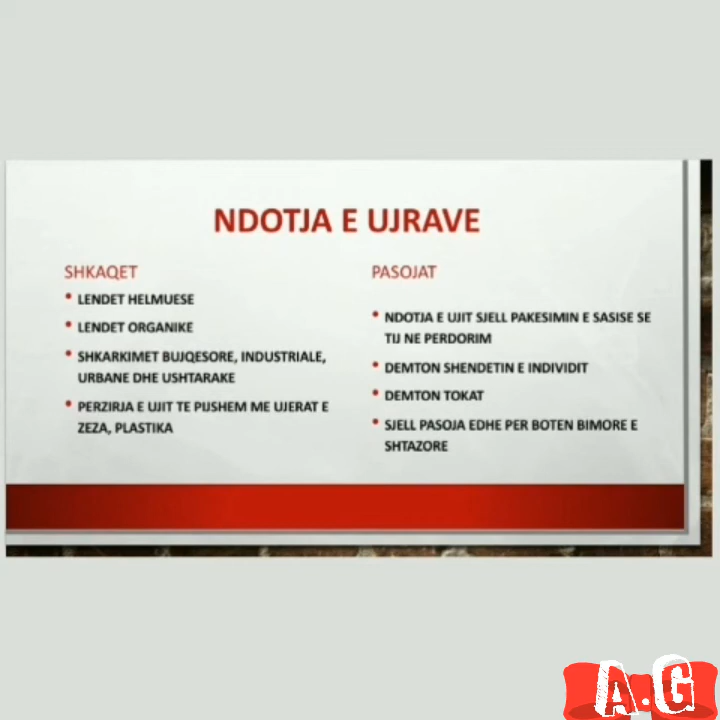 NDOTJA E UJRAVE
SHKAQET
• LENDET HELMUESE
• LENDET ORGANIKE
• SHKARKIMET BUJQESORE, INDUSTRIALE,
URBANE DHE USHTARAKE
• PERZIRJA E UJIT TE PIJSHEM ME UJERAT E
ZEZA, PLASTIKA
PASOJAT
• NDOTJA E UJIT SJELL PAKESIMIN E SASISE SE
TIJ NE PERDORIM
• DEMTON SHENDETIN E INDIVIDIT
• DEMTON TOKAT
• SJELL PASOJA EDHE PER BOTEN BIMORE E
SHTAZORE
A.G